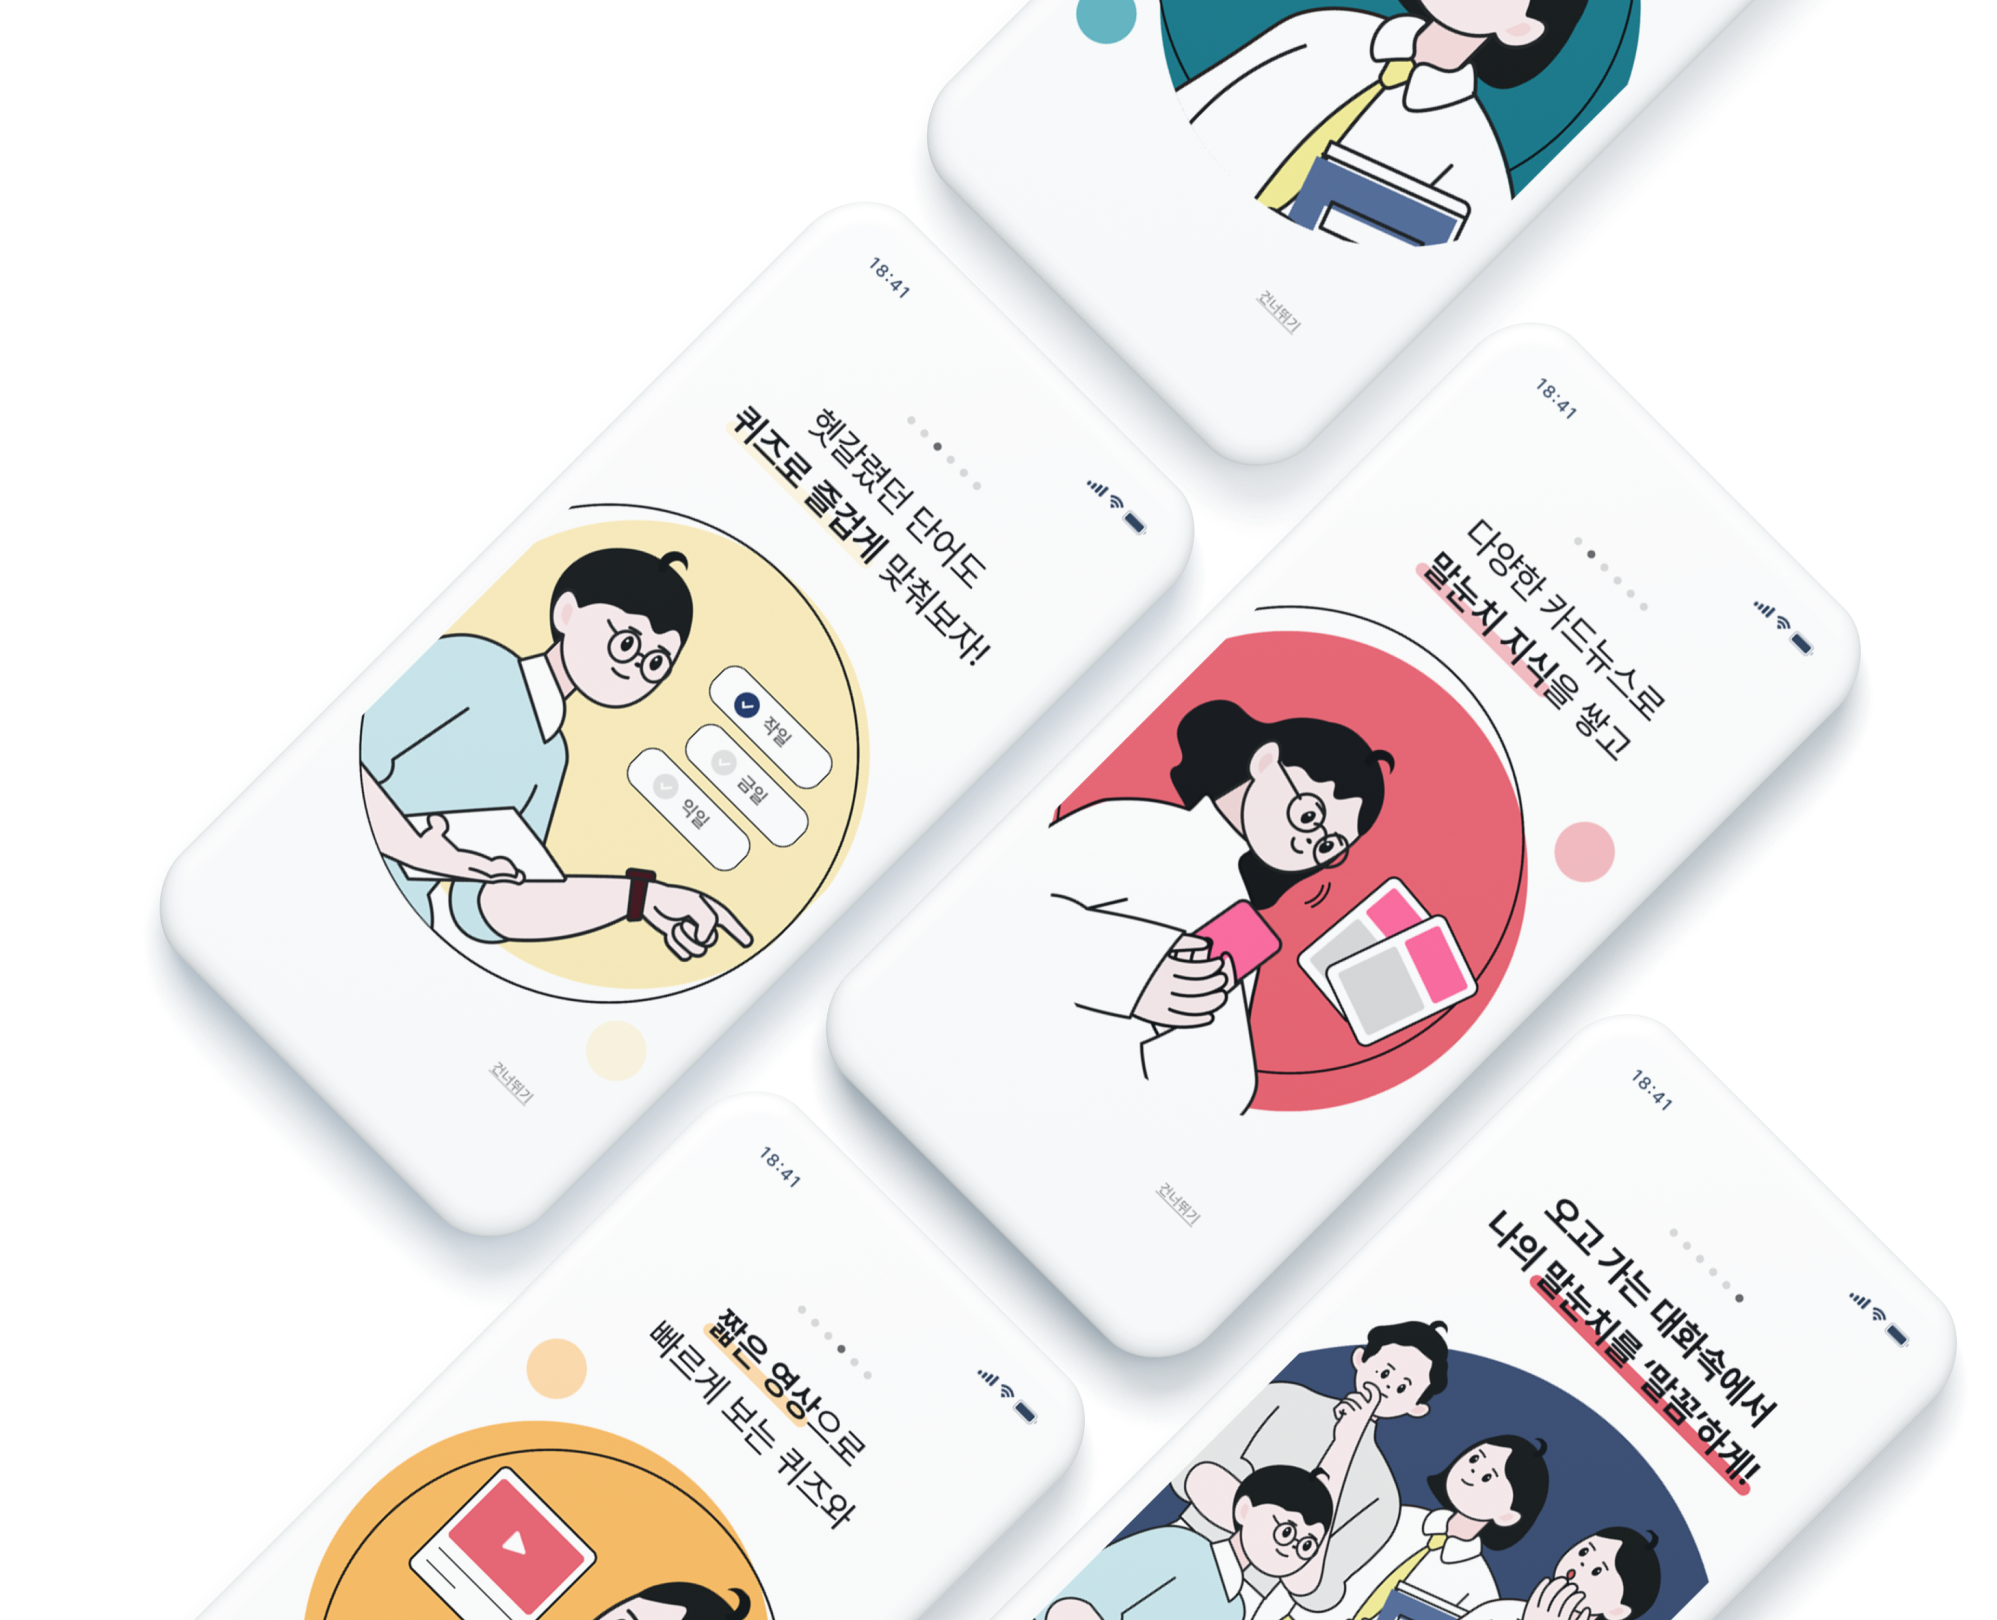 건너뛰기
18:41
헷갈렸던 단어도
퀴즈로 즐겁게 맞춰보자!
작일
금일
익일
건너뛰기
18:41
다양한 카드뉴스로
말눈치 지식을 쌓고
건너뛰기
18:41
짧은 영상으로
빠르게 보는 퀴즈와
18:41
오고 가는 대화속에서
나의 말눈치를 '말꼼'하게!